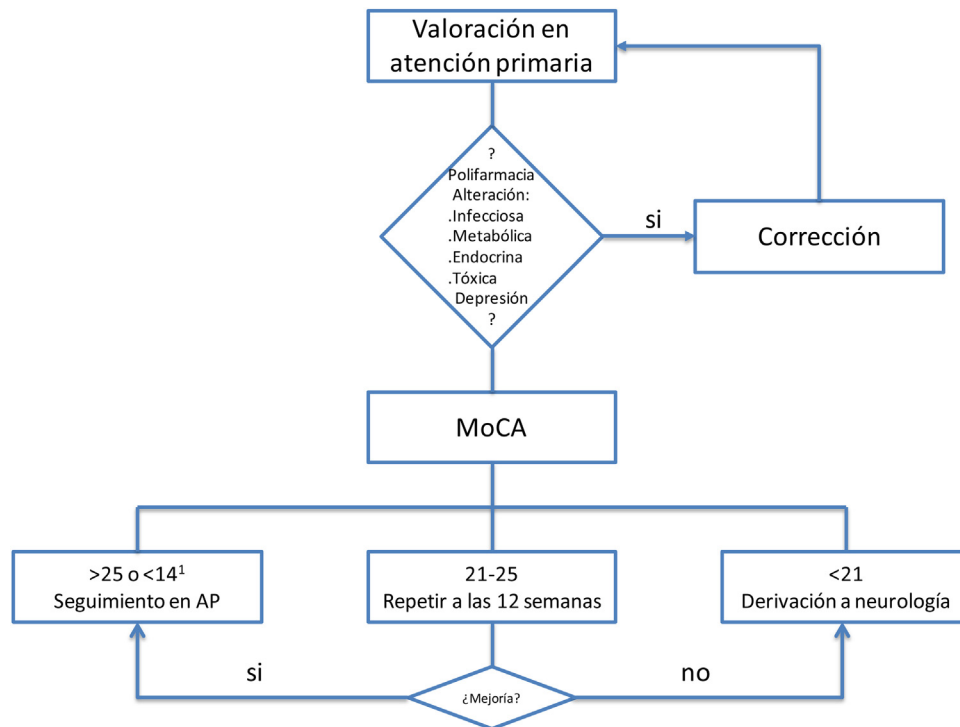 Valoración en
atención primaria
?
Polifarmacia
Alteración:
.Infecciosa
.Metabólica
.Endocrina
.Tóxica
Depresión
?
si
Corrección
MoCA
>25 o <14¹
Seguimiento en AP
21-25
Repetir a las 12 semanas
<21
Derivación a neurología
si
¿Mejoría?
no